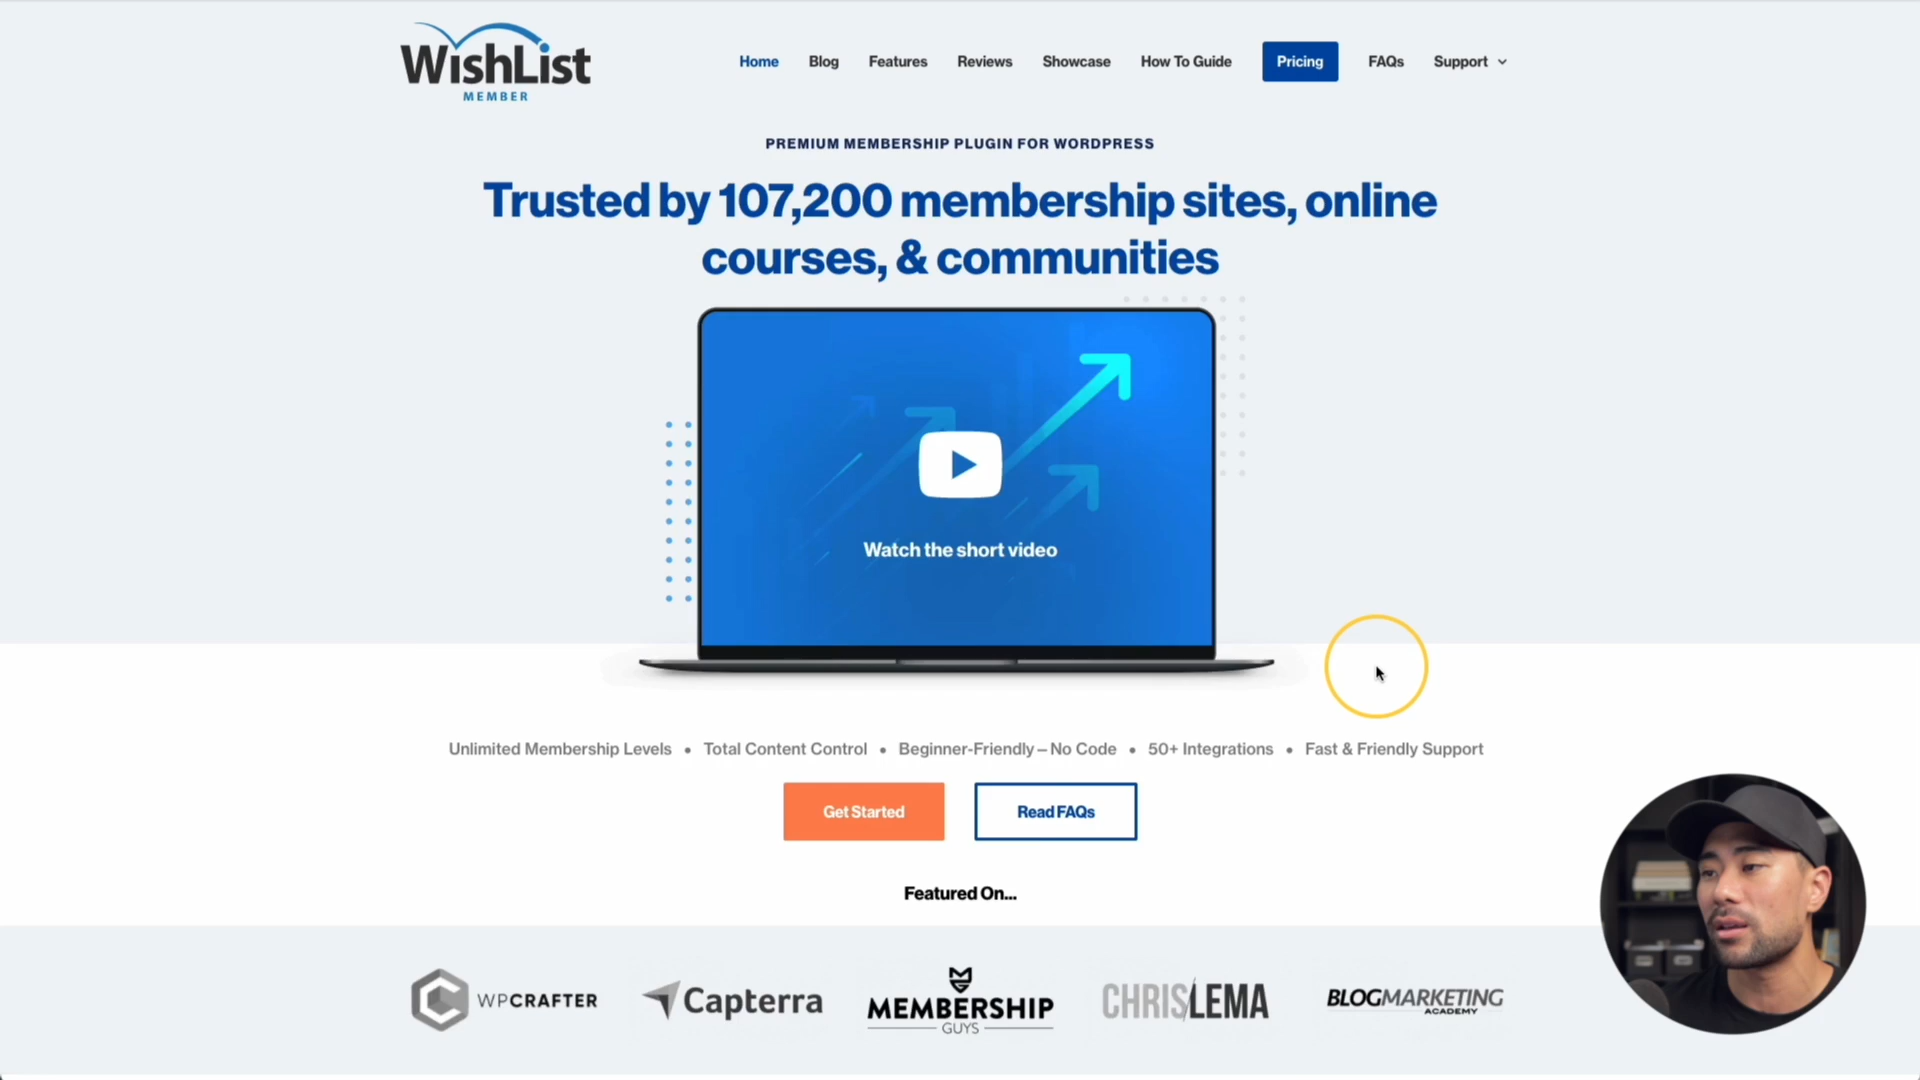 WishList
MEMBER
Home
Blog
Features
Reviews
Showcase
How To Guide
Pricing
FAQs
Support
PREMIUM MEMBERSHIP PLUGIN FOR WORDPRESS
Trusted by 107,200 membership sites, online
courses, & communities
Watch the short video
Unlimited Membership Levels • Total Content Control • Beginner-Friendly – No Code • 50+ Integrations • Fast & Friendly Support
Get Started
Read FAQs
Featured On...
WPCRAFTER
Capterra
MEMBERSHIP
GUYS
CHRIS/LEMA
BLOGMARKETING
ACADEMY